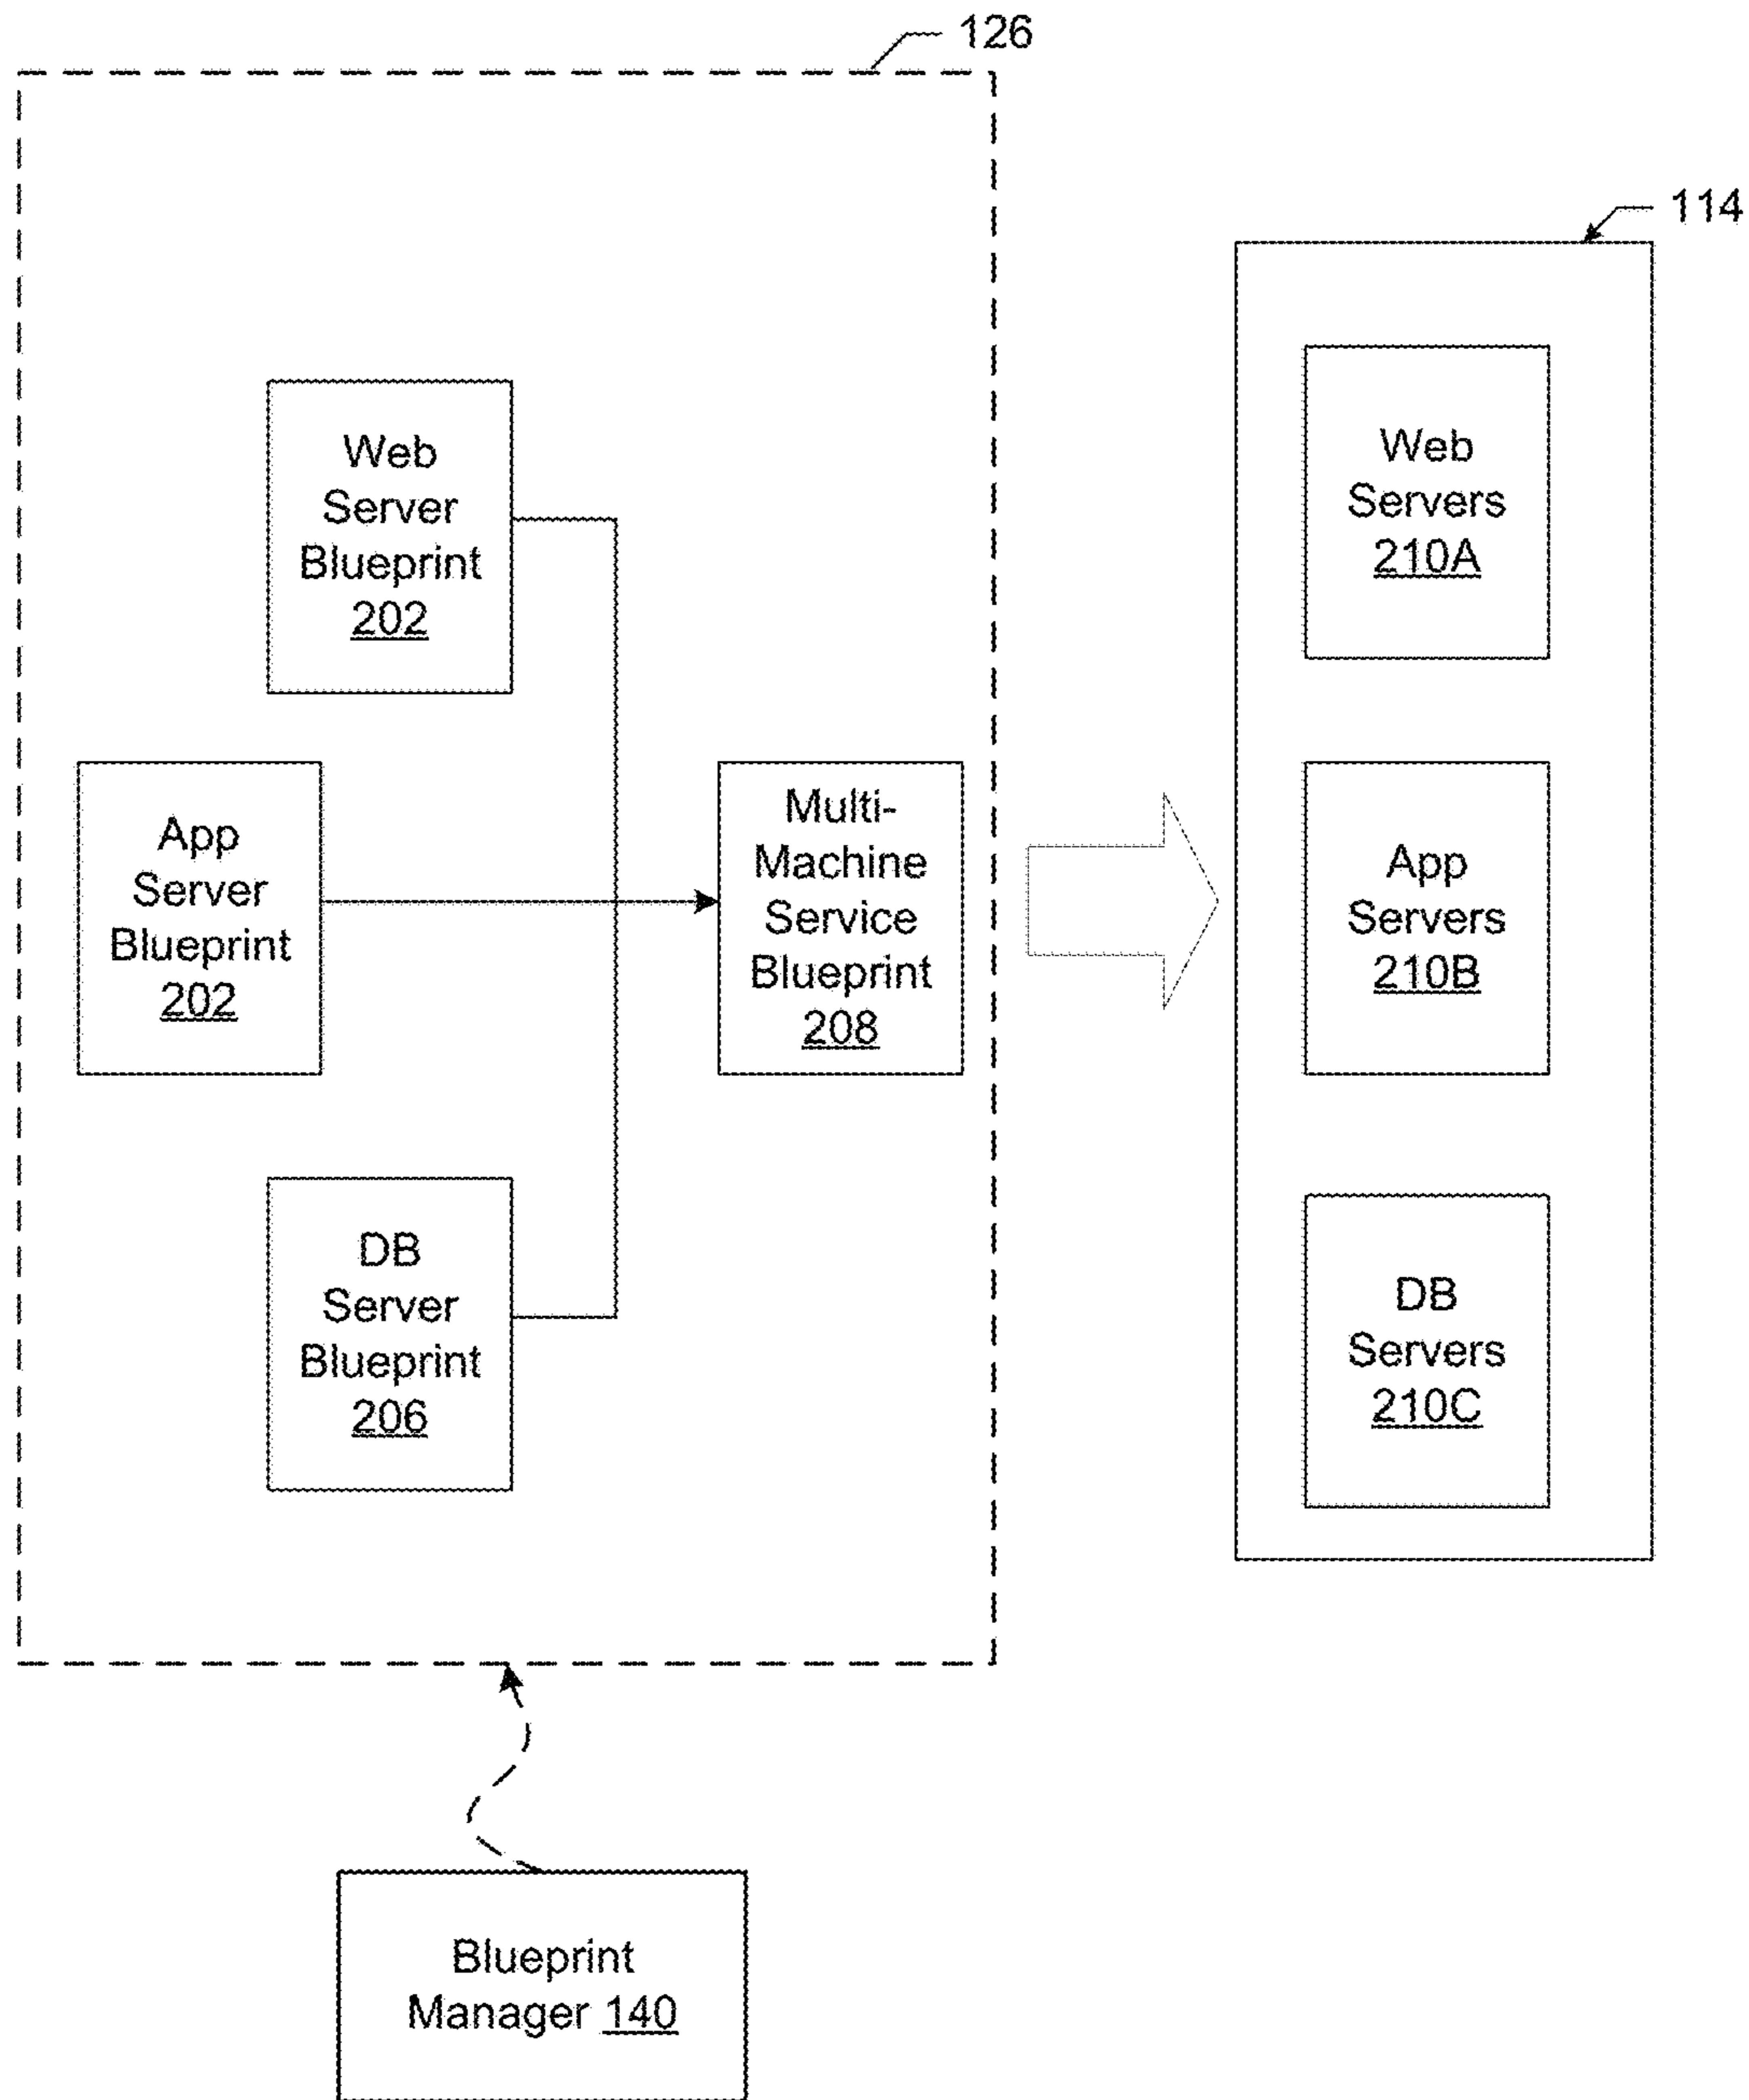 126
114
Web
Server
Blueprint
202
App
Server
Blueprint
202
Multi-
Machine
Service
Blueprint
208
DB
Server
Blueprint
206
Web
Servers
210A
App
Servers
210B
DB
Servers
210C
Blueprint
Manager 140